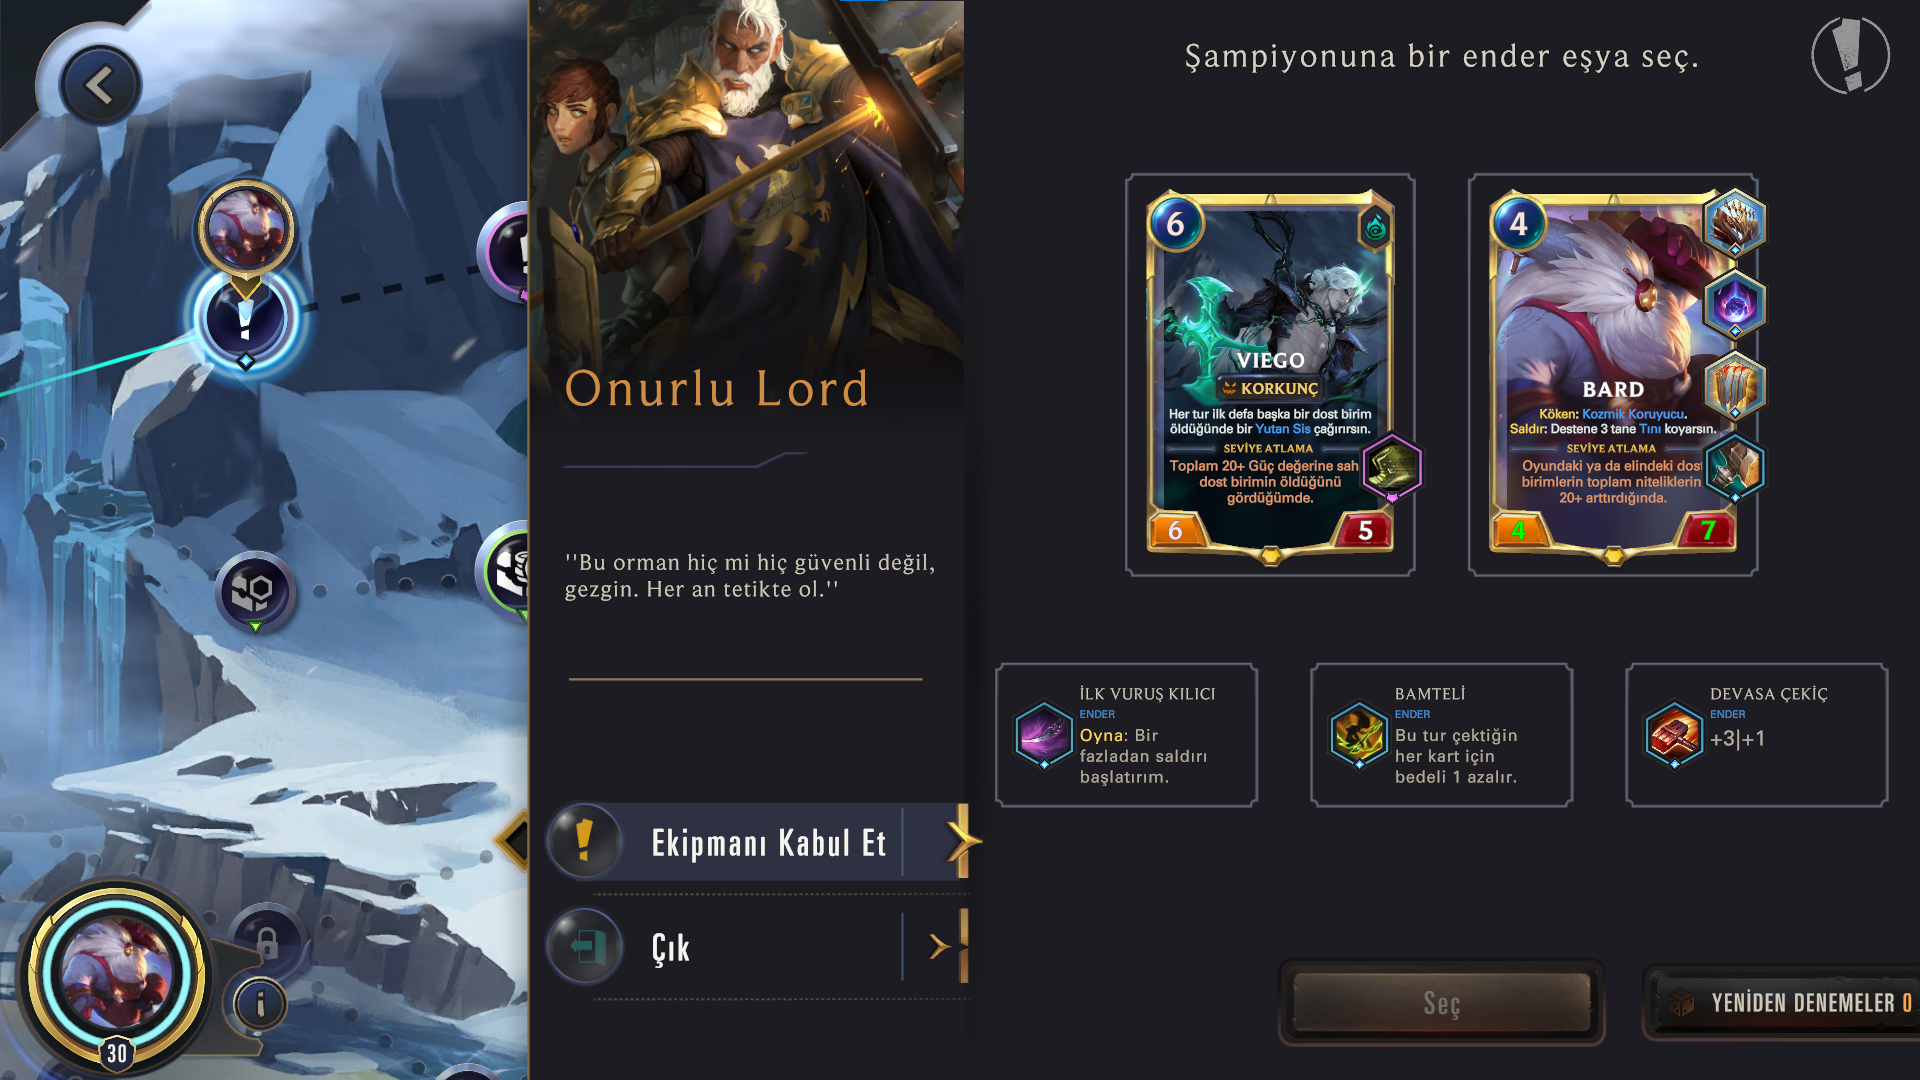 Şampiyonuna bir ender eşya seç.
6
VIEGO
KORKUNÇ
Her tur ilk defa başka bir dost birim
öldüğünde bir Yutan Sis çağırırsın.
SEVİYE ATLAMA
Toplam 20+ Güç değerine sah
dost birimin öldüğünü
gördüğümde.
6
5
4
BARD
Köken: Kozmik Koruyucu.
Saldır: Destene 3 tane Tını koyarsın.
SEVİYE ATLAMA
Oyundaki ya da elindeki dost
birimlerin toplam niteliklerin
20+ arttırdığında.
4
7
Onurlu Lord
''Bu orman hiç mi hiç güvenli değil,
gezgin. Her an tetikte ol.''
İLK VURUŞ KILICI
ENDER
Oyna: Bir
fazladan saldırı
başlatırım.
BAMTELİ
ENDER
Bu tur çektiğin
her kart için
bedeli 1 azalır.
DEVASA ÇEKİÇ
ENDER
+3|+1
Ekipmanı Kabul Et
Çık
30
Seç
YENİDEN DENEMELER 0